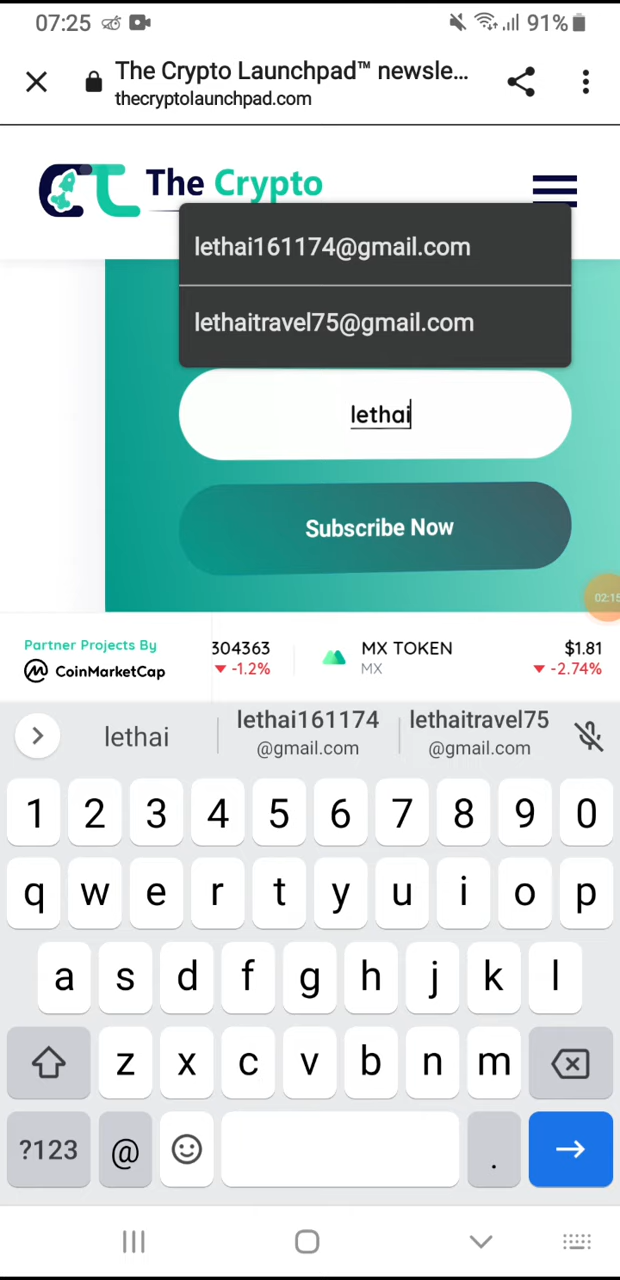 07:25 91%
The Crypto Launchpad™ newsle...
thecryptolaunchpad.com
The Crypto
lethai161174@gmail.com
lethaitravel75@gmail.com
lethai
Subscribe Now
02:15
Partner Projects By
CoinMarketCap
304363
-1.2%
MX TOKEN
MX
$1.81
-2.74%
lethai
lethai161174
@gmail.com
lethaitravel75
@gmail.com
1 2 3 4 5 6 7 8 9 0
q w e r t y u i o p
a s d f g h j k l
z x c v b n m
?123 @ .